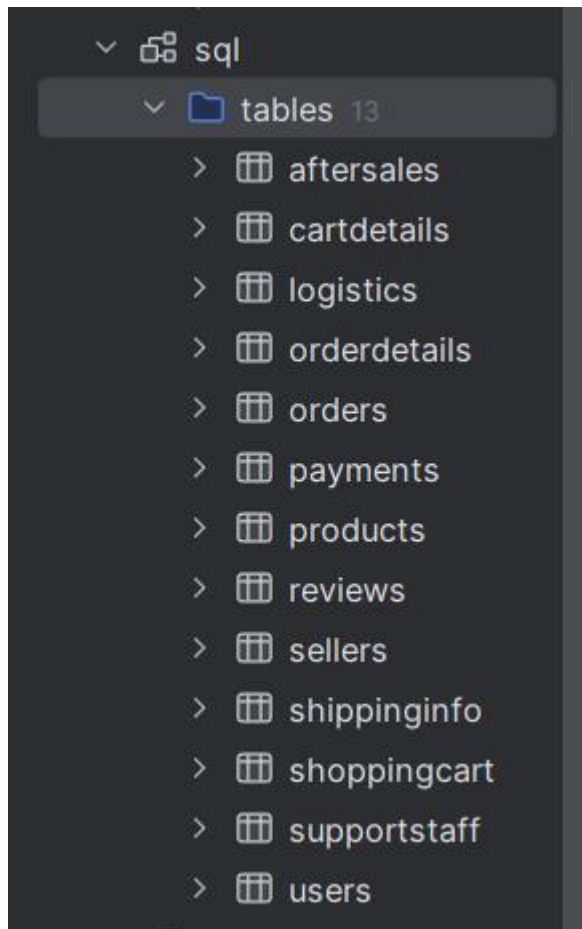 sql
tables 13
aftersales
cartdetails
logistics
orderdetails
orders
payments
products
reviews
sellers
shippinginfo
shoppingcart
supportstaff
users